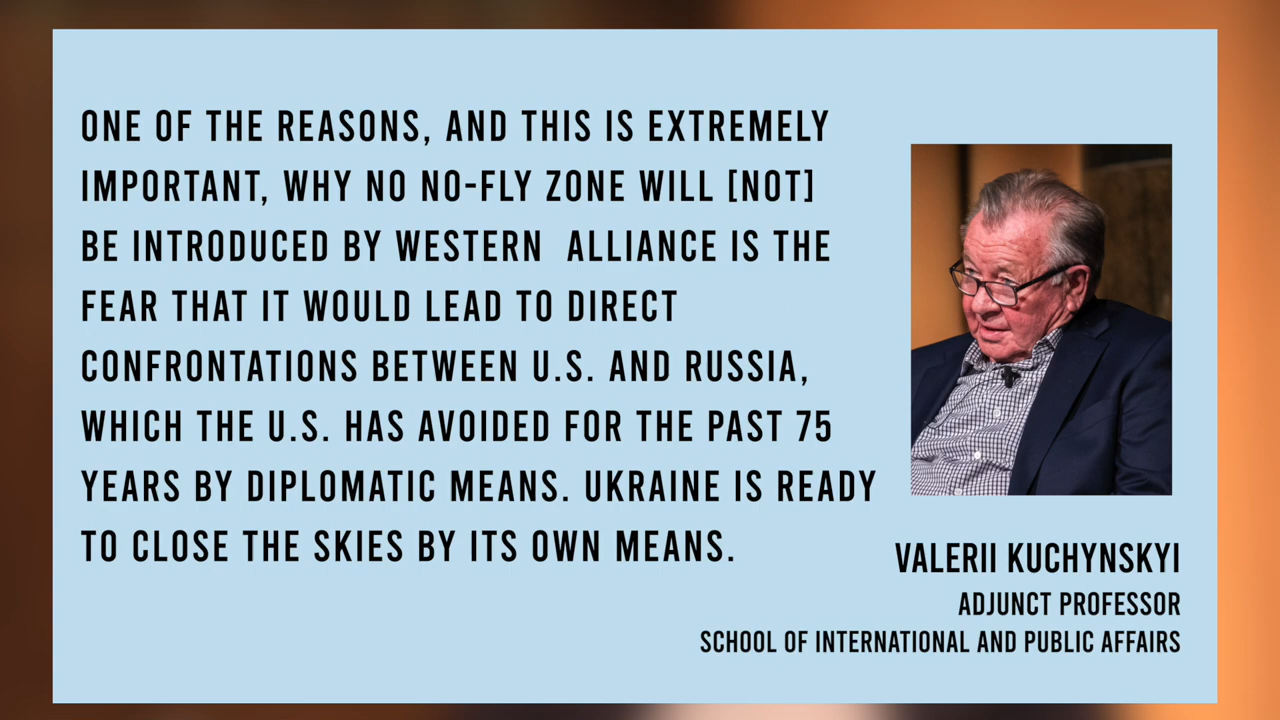 ONE OF THE REASONS, AND THIS IS EXTREMELY
IMPORTANT, WHY NO NO-FLY ZONE WILL [NOT]
BE INTRODUCED BY WESTERN  ALLIANCE IS THE
FEAR THAT IT WOULD LEAD TO DIRECT
CONFRONTATIONS BETWEEN U.S. AND RUSSIA,
WHICH THE U.S. HAS AVOIDED FOR THE PAST 75
YEARS BY DIPLOMATIC MEANS. UKRAINE IS READY
TO CLOSE THE SKIES BY ITS OWN MEANS.
VALERII KUCHYNSKYI
ADJUNCT PROFESSOR
SCHOOL OF INTERNATIONAL AND PUBLIC AFFAIRS